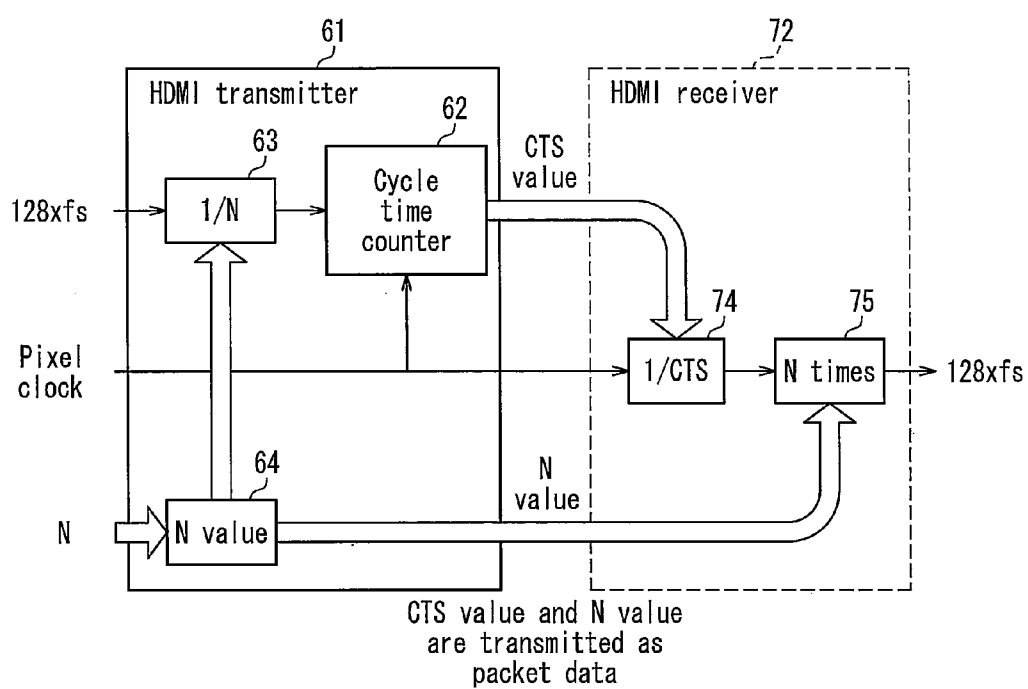 61
72
HDMI transmitter
HDMI receiver
62
63
CTS
value
Cycle
time
counter
128xfs
1/N
74
75
Pixel
clock
1/CTS
N times
128xfs
64
N
value
N
N value
CTS value and N value
are transmitted as
packet data